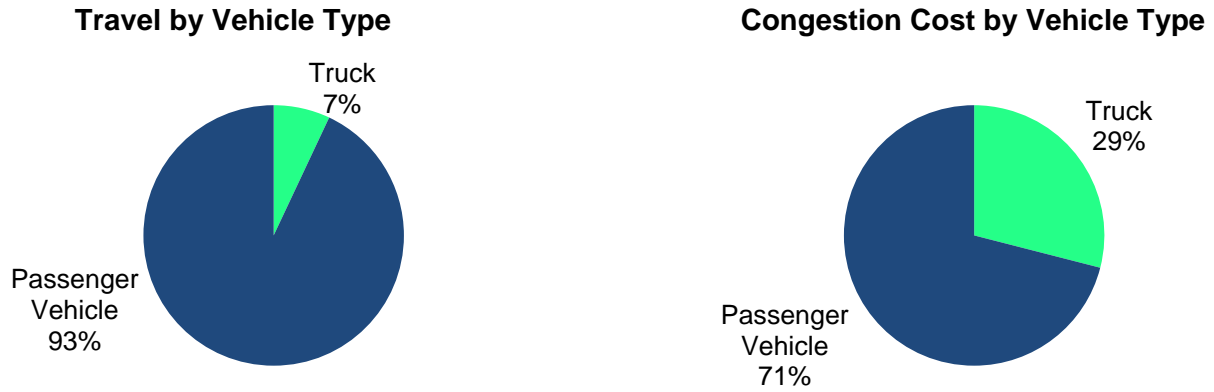 Travel by Vehicle Type
Truck
7%
Passenger
Vehicle
93%
Congestion Cost by Vehicle Type
Truck
29%
Passenger
Vehicle
71%